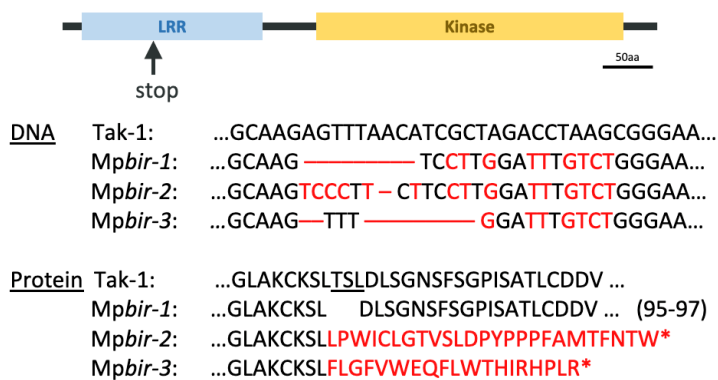 LRR Kinase
50aa
stop
DNA Tak-1: ...GCAAGAGTTTAACATCGCTAGACCTAAGCGGGAA...
Mpbir-1: ...GCAAG –––––––––– TCCTTGGATTTGTCTGGGAA...
Mpbir-2: ...GCAAGTCCCTT – CTTCCTTGGATTTGTCTGGGAA...
Mpbir-3: ...GCAAG––TTT –––––––––– GGATTTGTCTGGGAA...
Protein Tak-1: ...GLAKCKSLTSLDLSGNSFSGPISATLCDDV ...
Mpbir-1: ...GLAKCKSL DLSGNSFSGPISATLCDDV ... (95-97)
Mpbir-2: ...GLAKCKSLLPWICLGTVSLDPYPPPFAMTFNTW*
Mpbir-3: ...GLAKCKSLFLGFVWEQFLWTHIRHPLR*